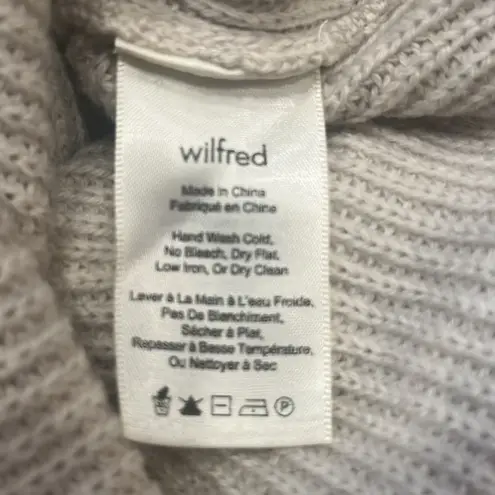 wilfred
Made in China
Fabriqué en Chine
Hand Wash Cold,
No Bleach, Dry Flat,
Low Iron, Or Dry Clean
Laver à La Main à L'eau Froide,
Pas De Blanchiment,
Sécher à Plat,
Repasser à Basse Température,
Ou Nettoyer à Sec
P